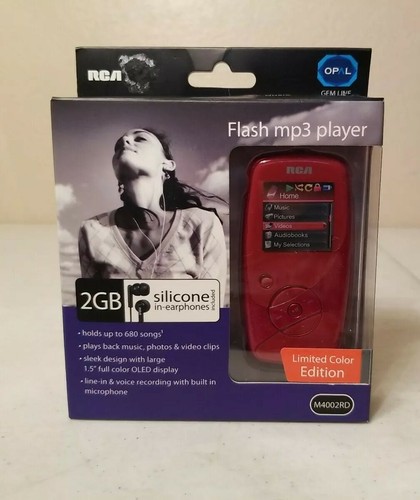 RCA
OPAL
GEM LINE
Flash mp3 player
RCA
Home
Music
Pictures
Videos
Audiobooks
My Selections
2GB
silicone
in-earphones
included
• holds up to 680 songs¹
• plays back music, photos & video clips
• sleek design with large
1.5" full color OLED display
• line-in & voice recording with built in
microphone
Limited Color
Edition
M4002RD